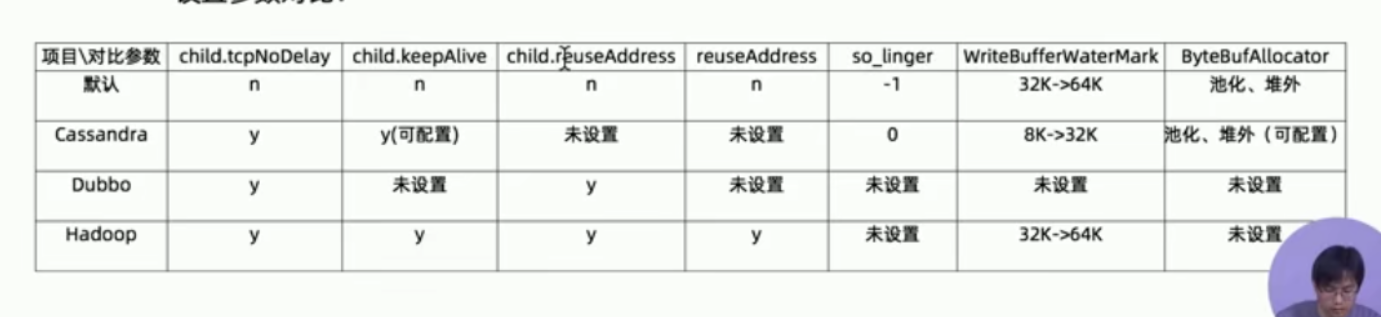 项目\对比参数 child.tcpNoDelay child.keepAlive child.reuseAddress reuseAddress so_linger WriteBufferWaterMark ByteBufAllocator
默认 n n n n -1 32K->64K 池化、堆外
Cassandra y y(可配置) 未设置 未设置 0 8K->32K 池化、堆外（可配置）
Dubbo y 未设置 y 未设置 未设置 未设置 未设置
Hadoop y y y y 未设置 32K->64K 未设置